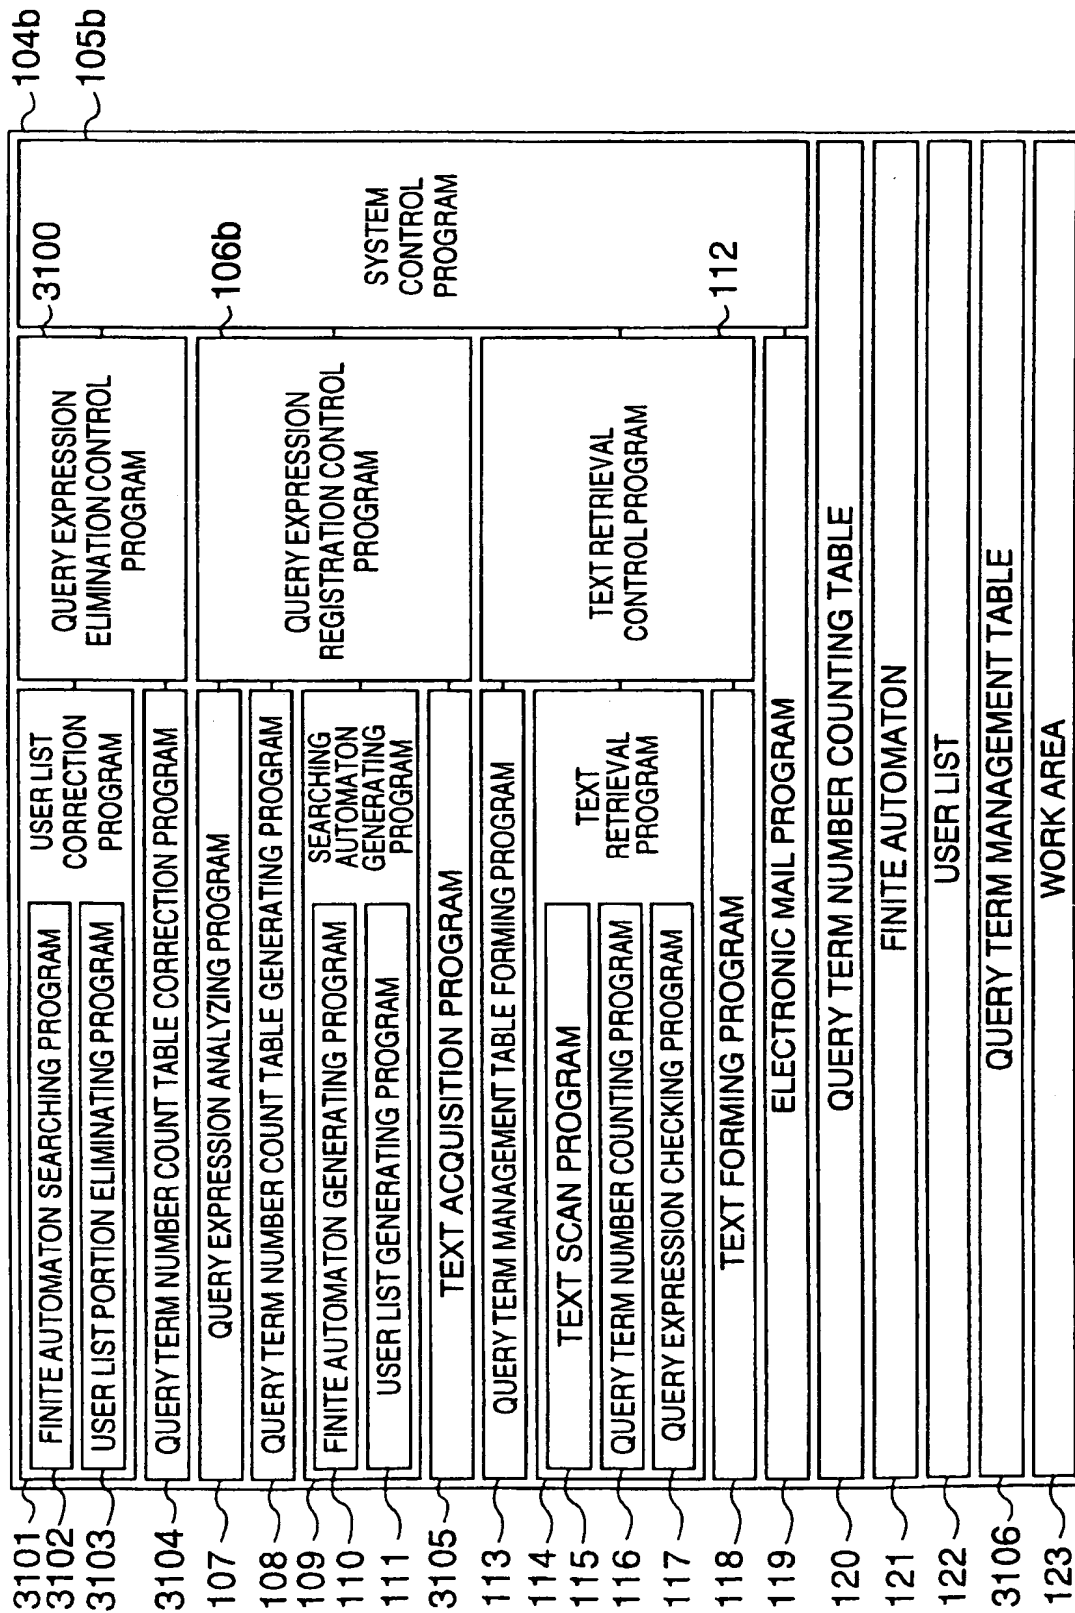 104b
105b
3100
106b
112
SYSTEM
CONTROL
PROGRAM
QUERY EXPRESSION
ELIMINATION CONTROL
PROGRAM
QUERY EXPRESSION
REGISTRATION CONTROL
PROGRAM
TEXT RETRIEVAL
CONTROL PROGRAM
3101
USER LIST
CORRECTION
PROGRAM
3102
FINITE AUTOMATON SEARCHING PROGRAM
3103
USER LIST PORTION ELIMINATING PROGRAM
3104
QUERY TERM NUMBER COUNT TABLE CORRECTION PROGRAM
107
QUERY EXPRESSION ANALYZING PROGRAM
108
QUERY TERM NUMBER COUNT TABLE GENERATING PROGRAM
109
SEARCHING
AUTOMATON
GENERATING
PROGRAM
110
FINITE AUTOMATON GENERATING PROGRAM
111
USER LIST GENERATING PROGRAM
3105
TEXT ACQUISITION PROGRAM
113
QUERY TERM MANAGEMENT TABLE FORMING PROGRAM
114
TEXT
RETRIEVAL
PROGRAM
115
TEXT SCAN PROGRAM
116
QUERY TERM NUMBER COUNTING PROGRAM
117
QUERY EXPRESSION CHECKING PROGRAM
118
TEXT FORMING PROGRAM
119
ELECTRONIC MAIL PROGRAM
120
QUERY TERM NUMBER COUNTING TABLE
121
FINITE AUTOMATON
122
USER LIST
3106
QUERY TERM MANAGEMENT TABLE
123
WORK AREA